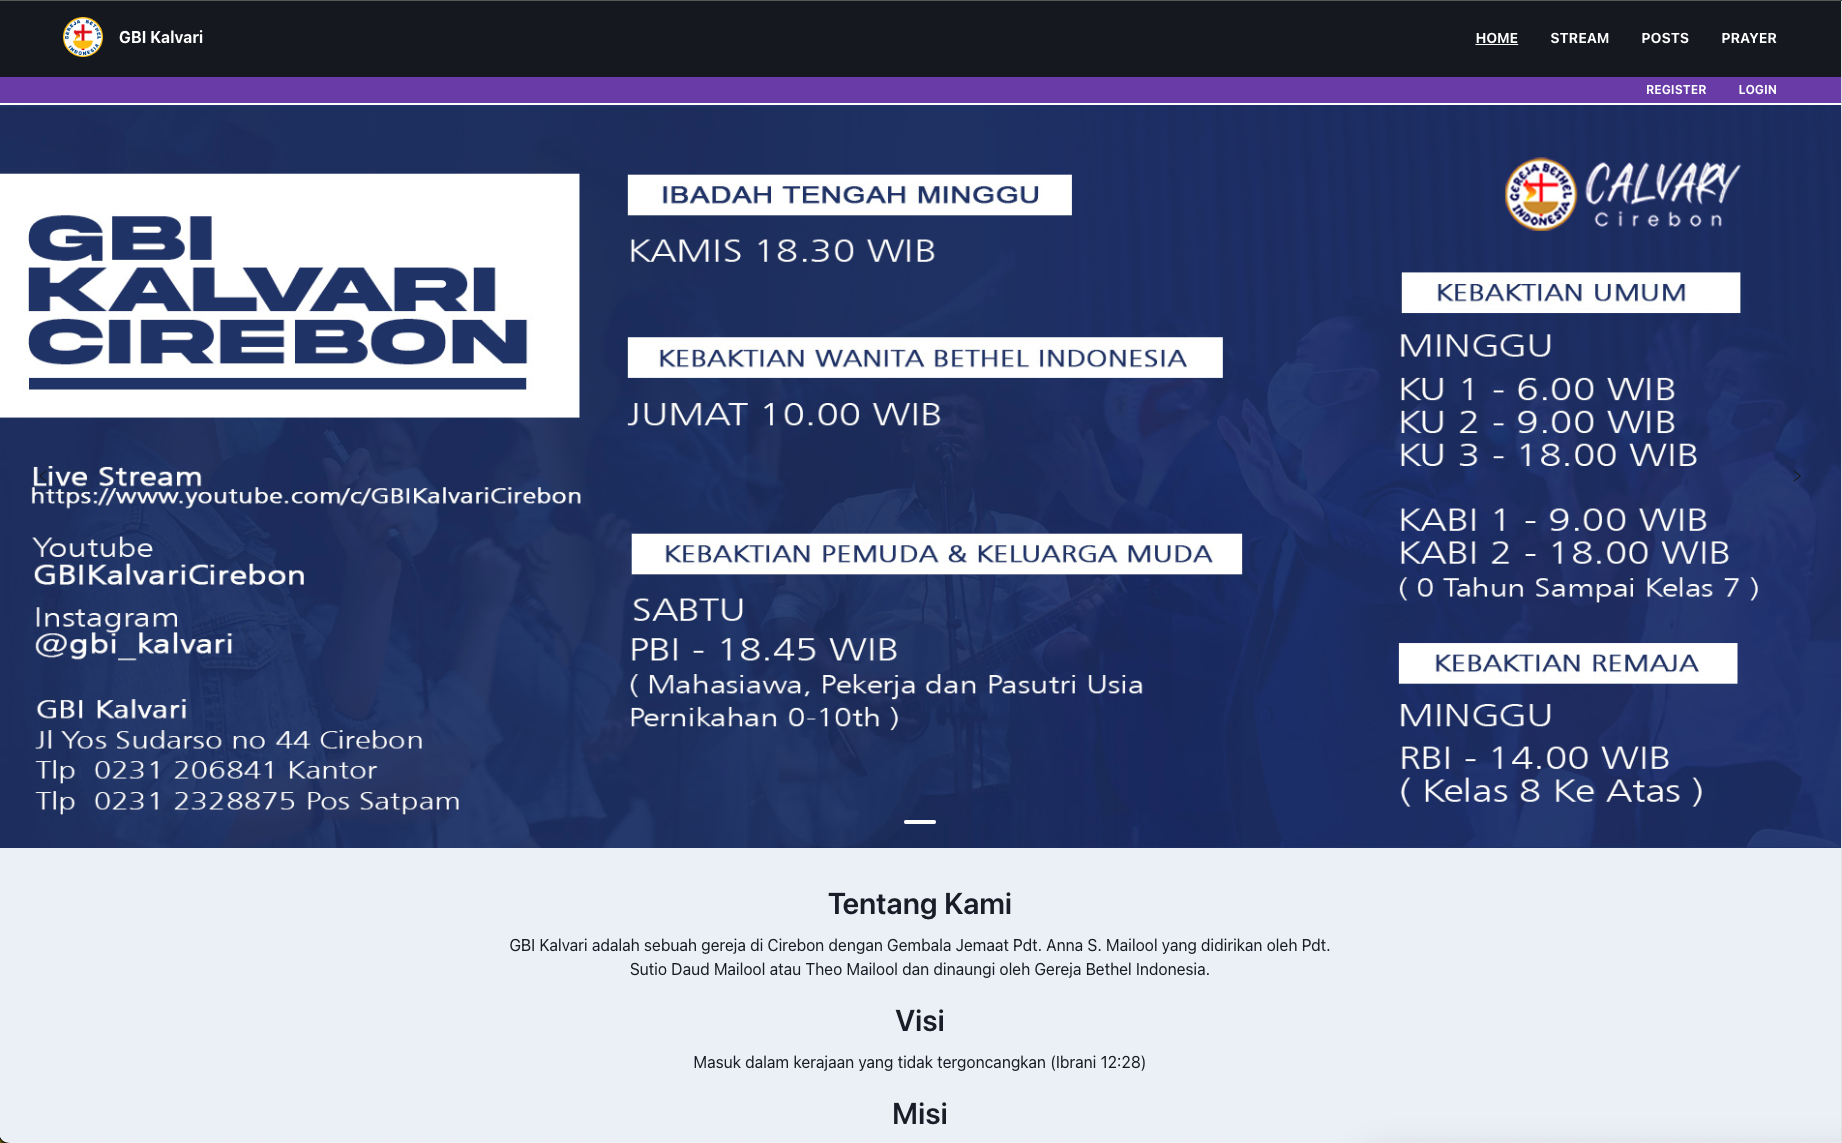 GBI Kalvari
HOME STREAM POSTS PRAYER
REGISTER LOGIN
GBI
KALVARI
CIREBON
Live Stream
https://www.youtube.com/c/GBIKalvariCirebon
Youtube
GBIKalvariCirebon
Instagram
@gbi_kalvari
GBI Kalvari
Jl Yos Sudarso no 44 Cirebon
Tlp 0231 206841 Kantor
Tlp 0231 2328875 Pos Satpam
IBADAH TENGAH MINGGU
KAMIS 18.30 WIB
KEBAKTIAN WANITA BETHEL INDONESIA
JUMAT 10.00 WIB
KEBAKTIAN PEMUDA & KELUARGA MUDA
SABTU
PBI - 18.45 WIB
( Mahasiawa, Pekerja dan Pasutri Usia
Pernikahan 0-10th )
GEREJA BETHEL INDONESIA
CALVARY
Cirebon
KEBAKTIAN UMUM
MINGGU
KU 1 - 6.00 WIB
KU 2 - 9.00 WIB
KU 3 - 18.00 WIB
KABI 1 - 9.00 WIB
KABI 2 - 18.00 WIB
( 0 Tahun Sampai Kelas 7 )
KEBAKTIAN REMAJA
MINGGU
RBI - 14.00 WIB
( Kelas 8 Ke Atas )
Tentang Kami
GBI Kalvari adalah sebuah gereja di Cirebon dengan Gembala Jemaat Pdt. Anna S. Mailool yang didirikan oleh Pdt.
Sutio Daud Mailool atau Theo Mailool dan dinaungi oleh Gereja Bethel Indonesia.
Visi
Masuk dalam kerajaan yang tidak tergoncangkan (Ibrani 12:28)
Misi